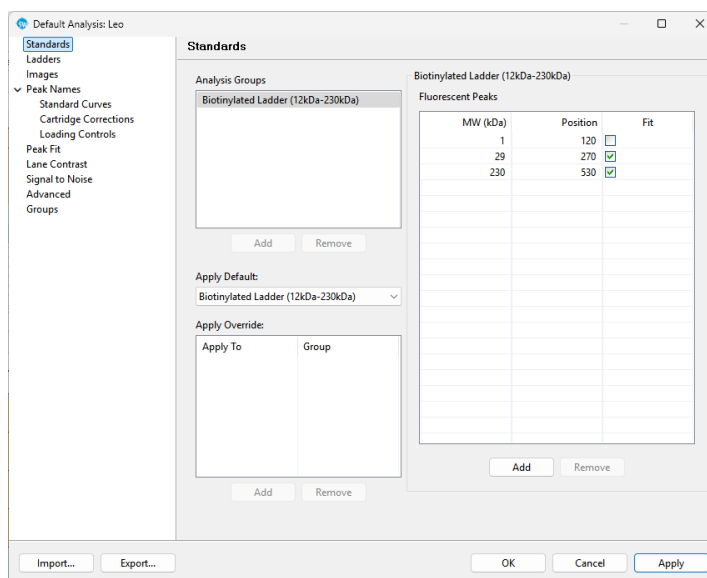 Default Analysis: Leo
Standards
Ladders
Images
Peak Names
Standard Curves
Cartridge Corrections
Loading Controls
Peak Fit
Lane Contrast
Signal to Noise
Advanced
Groups
Standards
Analysis Groups
Biotinylated Ladder (12kDa-230kDa)
Add Remove
Apply Default:
Biotinylated Ladder (12kDa-230kDa)
Apply Override:
Apply To Group
Add Remove
Biotinylated Ladder (12kDa-230kDa)
Fluorescent Peaks
MW (kDa) Position Fit
1 120
29 270
230 530
Add Remove
Import... Export... OK Cancel Apply